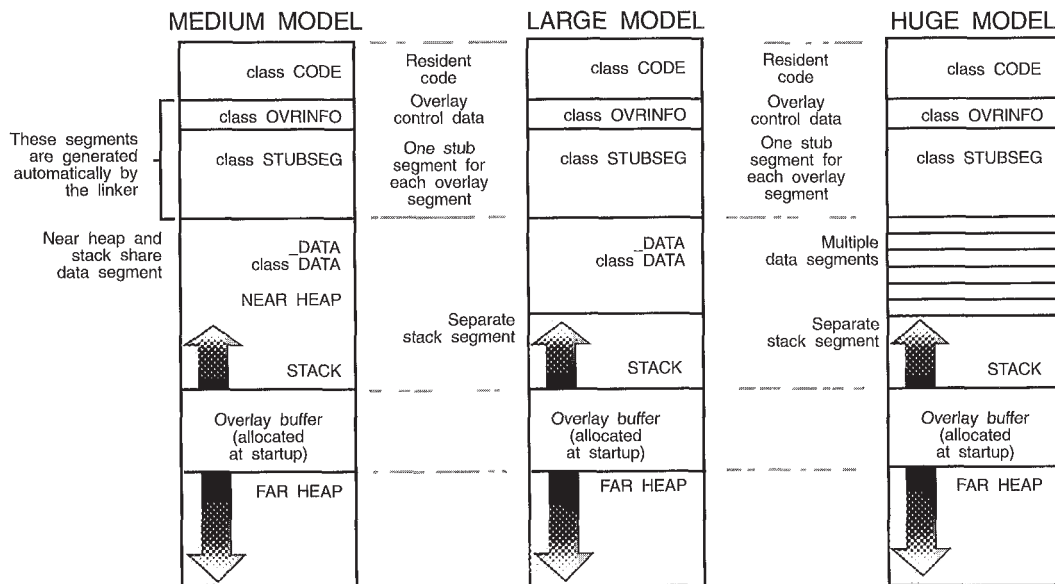 MEDIUM MODEL
LARGE MODEL
HUGE MODEL
class CODE
Resident
code
class CODE
Resident
code
class CODE
These segments
are generated
automatically by
the linker
class OVRINFO
Overlay
control data
class OVRINFO
Overlay
control data
class OVRINFO
class STUBSEG
One stub
segment for
each overlay
segment
class STUBSEG
One stub
segment for
each overlay
segment
class STUBSEG
Near heap and
stack share
data segment
_DATA
class DATA
NEAR HEAP
STACK
_DATA
class DATA
Separate
stack segment
STACK
Multiple
data segments
Separate
stack segment
STACK
Overlay buffer
(allocated
at startup)
Overlay buffer
(allocated
at startup)
Overlay buffer
(allocated
at startup)
FAR HEAP
FAR HEAP
FAR HEAP